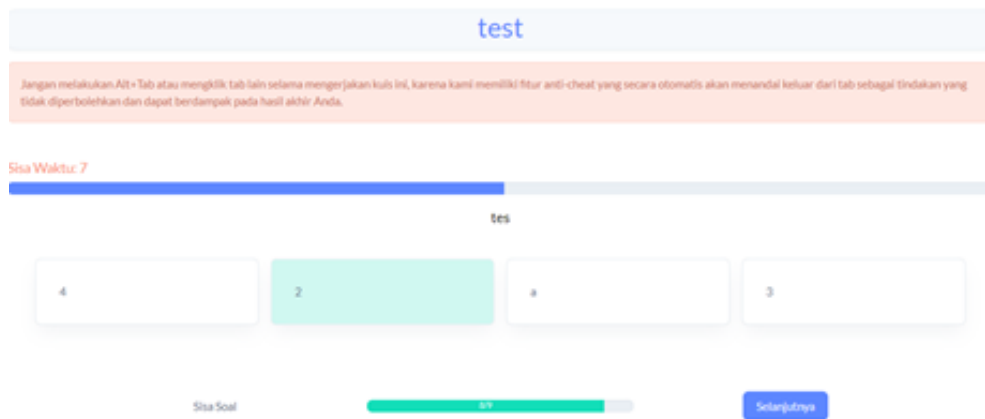 test
Jangan melakukan Alt+Tab atau mengklik tab lain selama mengerjakan kuis ini, karena kami memiliki fitur anti-cheat yang secara otomatis akan menandai keluar dari tab sebagai tindakan yang
tidak diperbolehkan dan dapat berdampak pada hasil akhir Anda.
Sisa Waktu: 7
tes
4
2
a
3
Sisa Soal
Selanjutnya